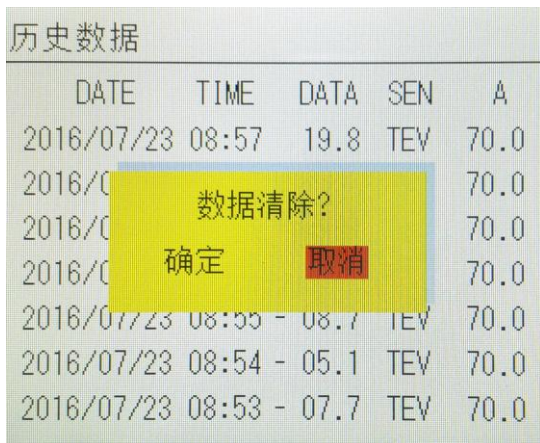 历史数据
DATE TIME DATA SEN A
2016/07/23 08:57 19.8 TEV 70.0
2016/0 70.0
数据清除?
2016/0 70.0
确定 取消
2016/0 70.0
2016/07/23 08:55 - 08.7 TEV 70.0
2016/07/23 08:54 - 05.1 TEV 70.0
2016/07/23 08:53 - 07.7 TEV 70.0